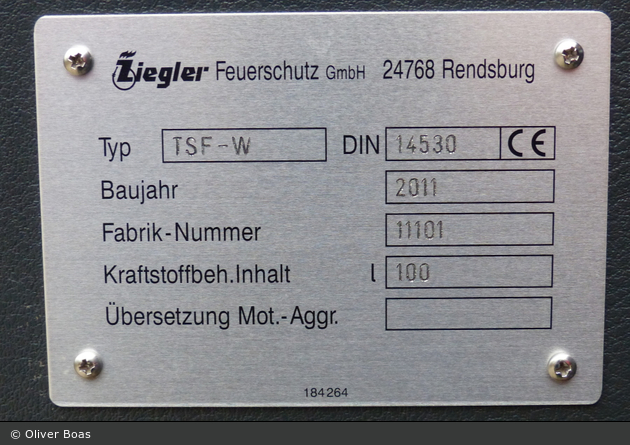 Ziegler Feuerschutz GmbH 24768 Rendsburg
Typ TSF-W DIN 14530 CE
Baujahr 2011
Fabrik-Nummer 11101
Kraftstoffbeh.Inhalt l 100
Übersetzung Mot.-Aggr.
184264
© Oliver Boas